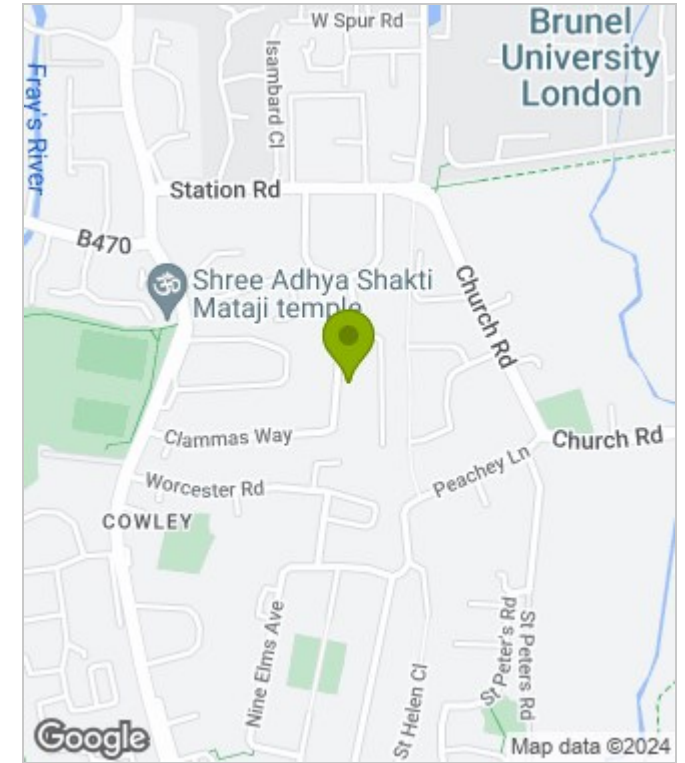 W Spur Rd
Brunel
University
London
Isambard Cl
Fray's River
Station Rd
B470
Shree Adhya Shakti
Mataji temple
Church Rd
Clammas Way
Church Rd
Peachey Ln
Worcester Rd
COWLEY
Nine Elms Ave
St Helen Cl
St Peter's Rd
St Peters Rd
Google
Map data ©2024